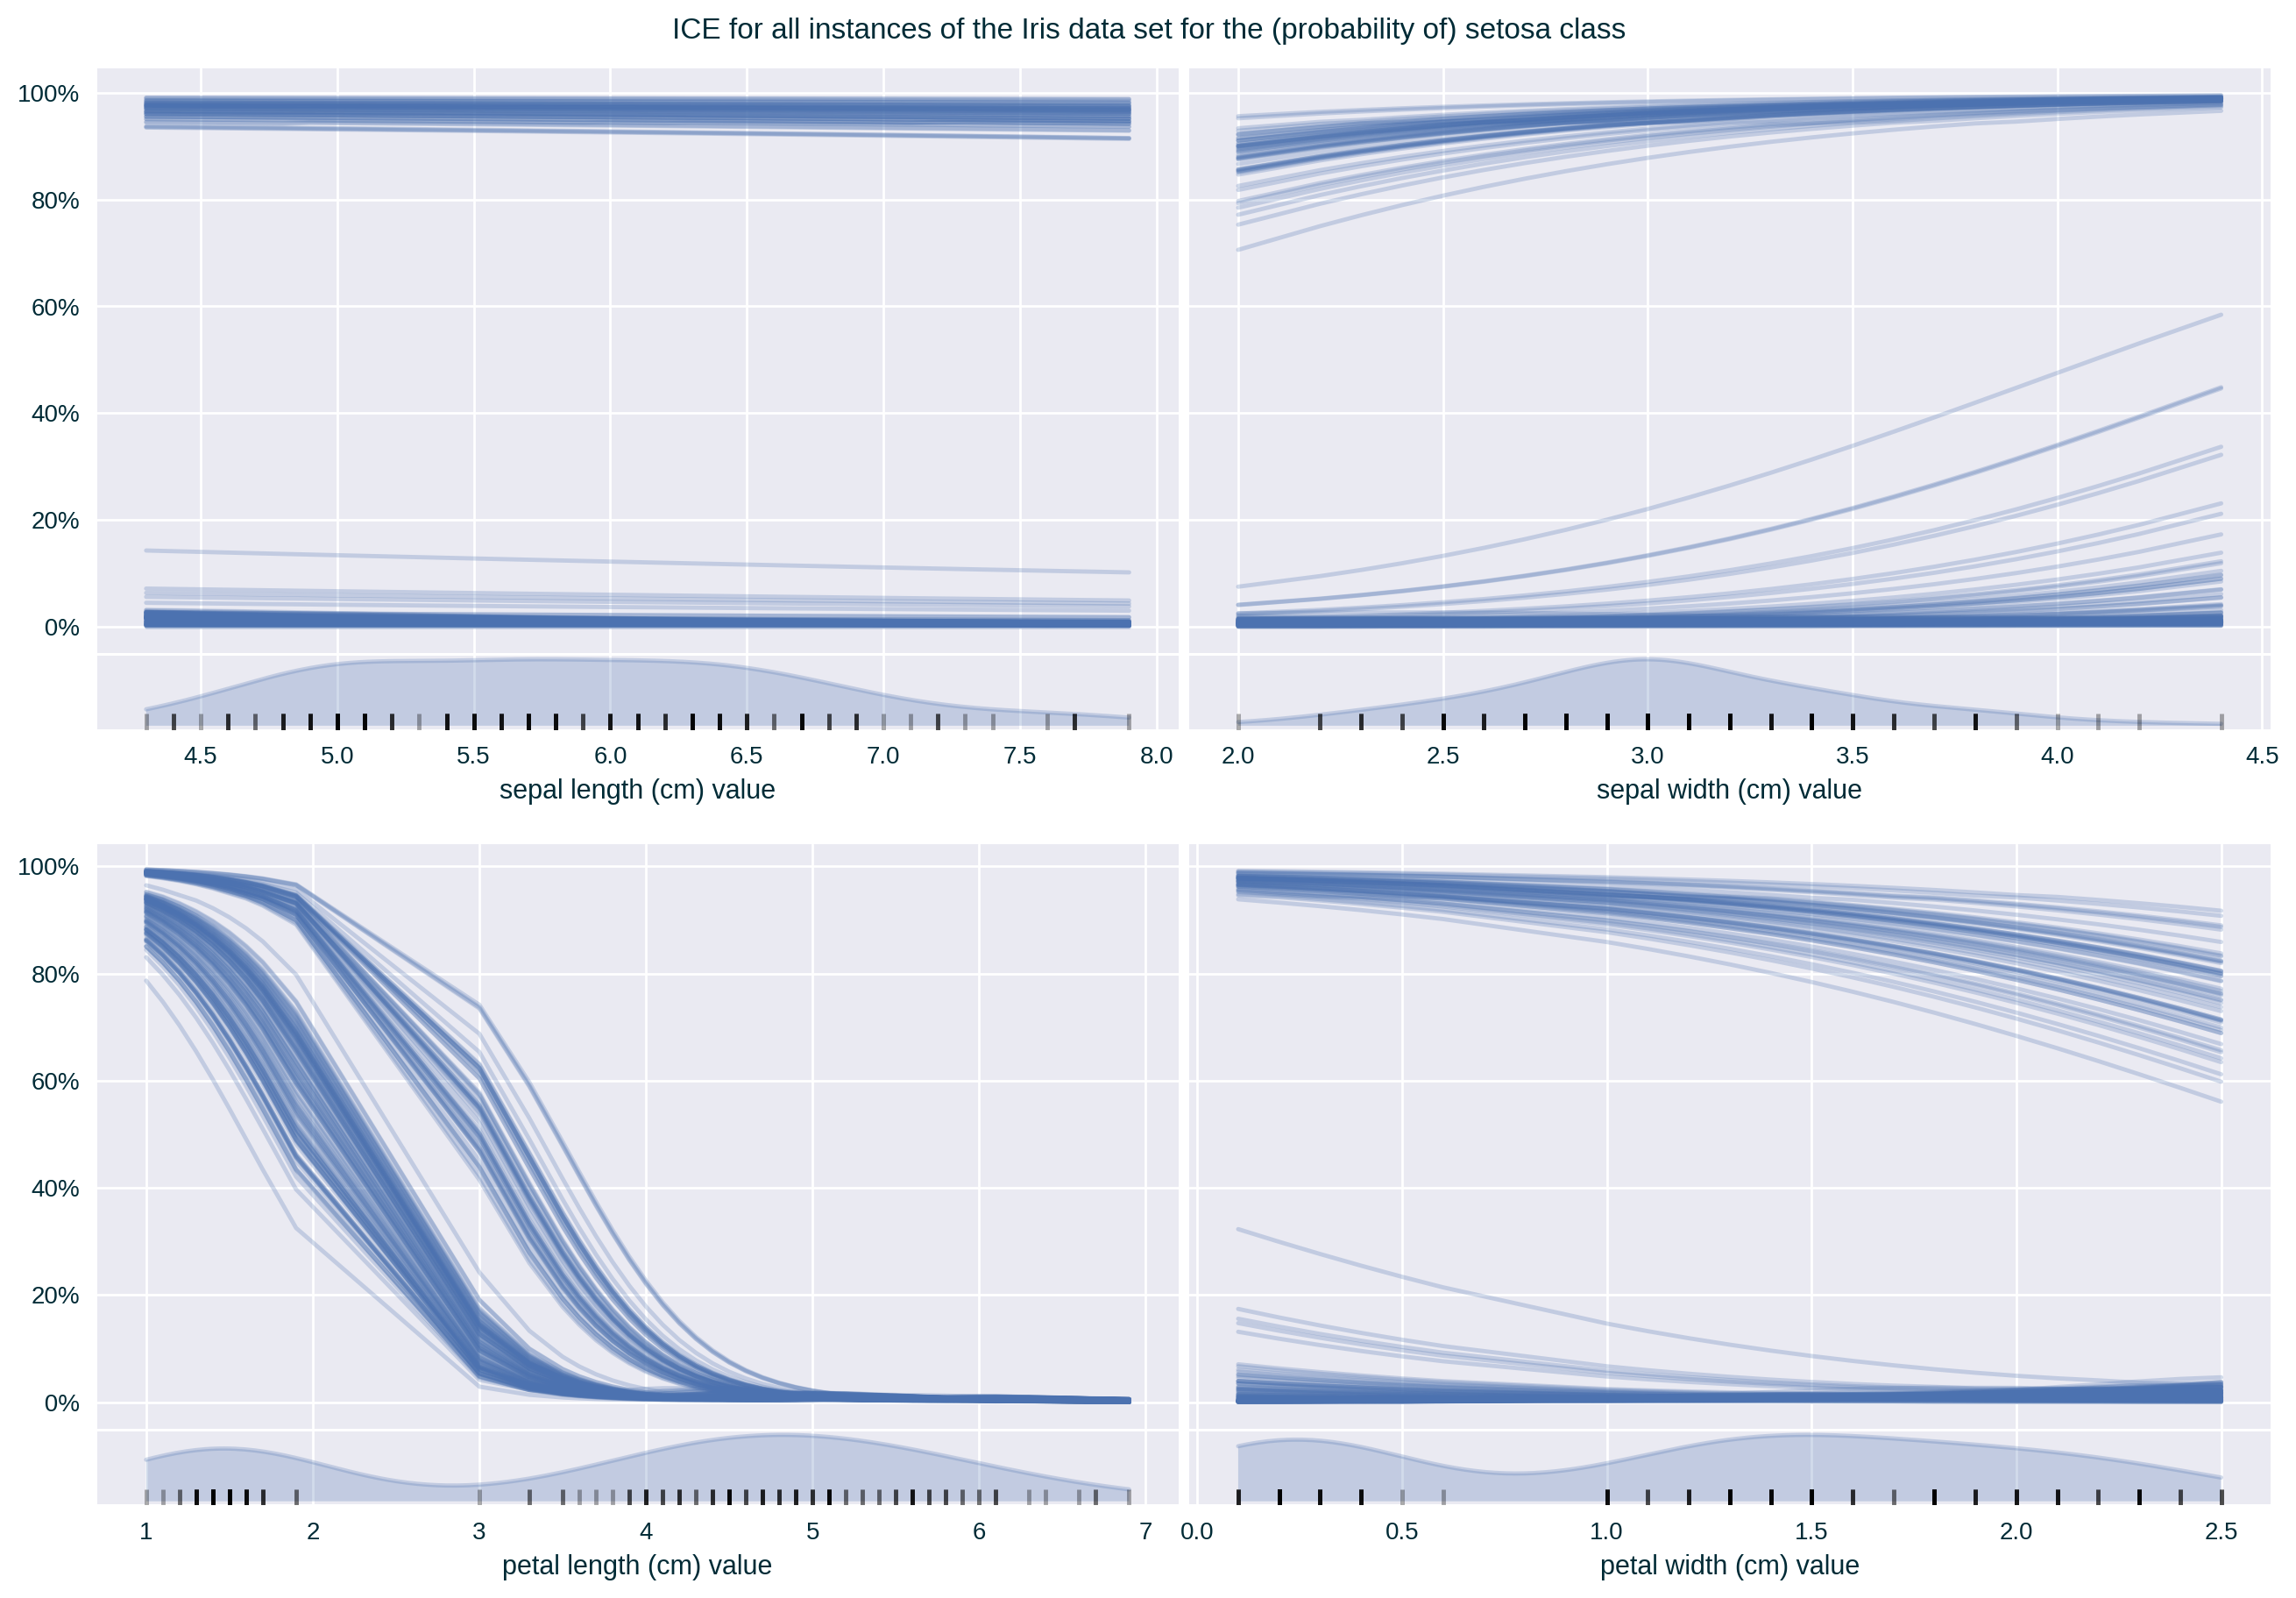 ICE for all instances of the Iris data set for the (probability of) setosa class
100%
80%
60%
40%
20%
0%
4.5 5.0 5.5 6.0 6.5 7.0 7.5 8.0
sepal length (cm) value
2.0 2.5 3.0 3.5 4.0 4.5
sepal width (cm) value
100%
80%
60%
40%
20%
0%
1 2 3 4 5 6 7
petal length (cm) value
0.0 0.5 1.0 1.5 2.0 2.5
petal width (cm) value